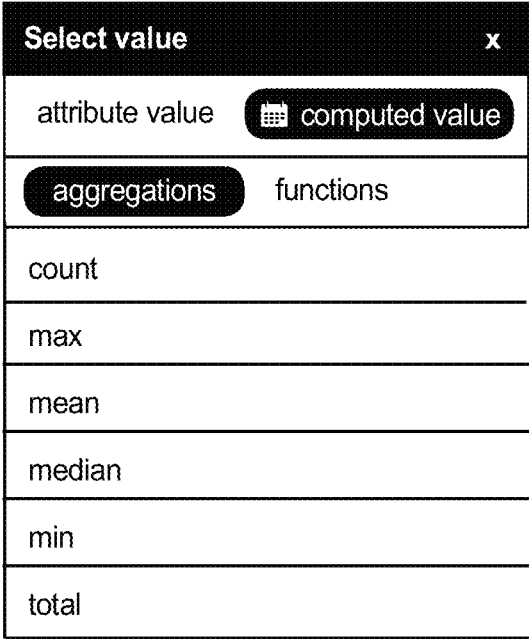 Select value x
attribute value computed value
aggregations functions
count
max
mean
median
min
total